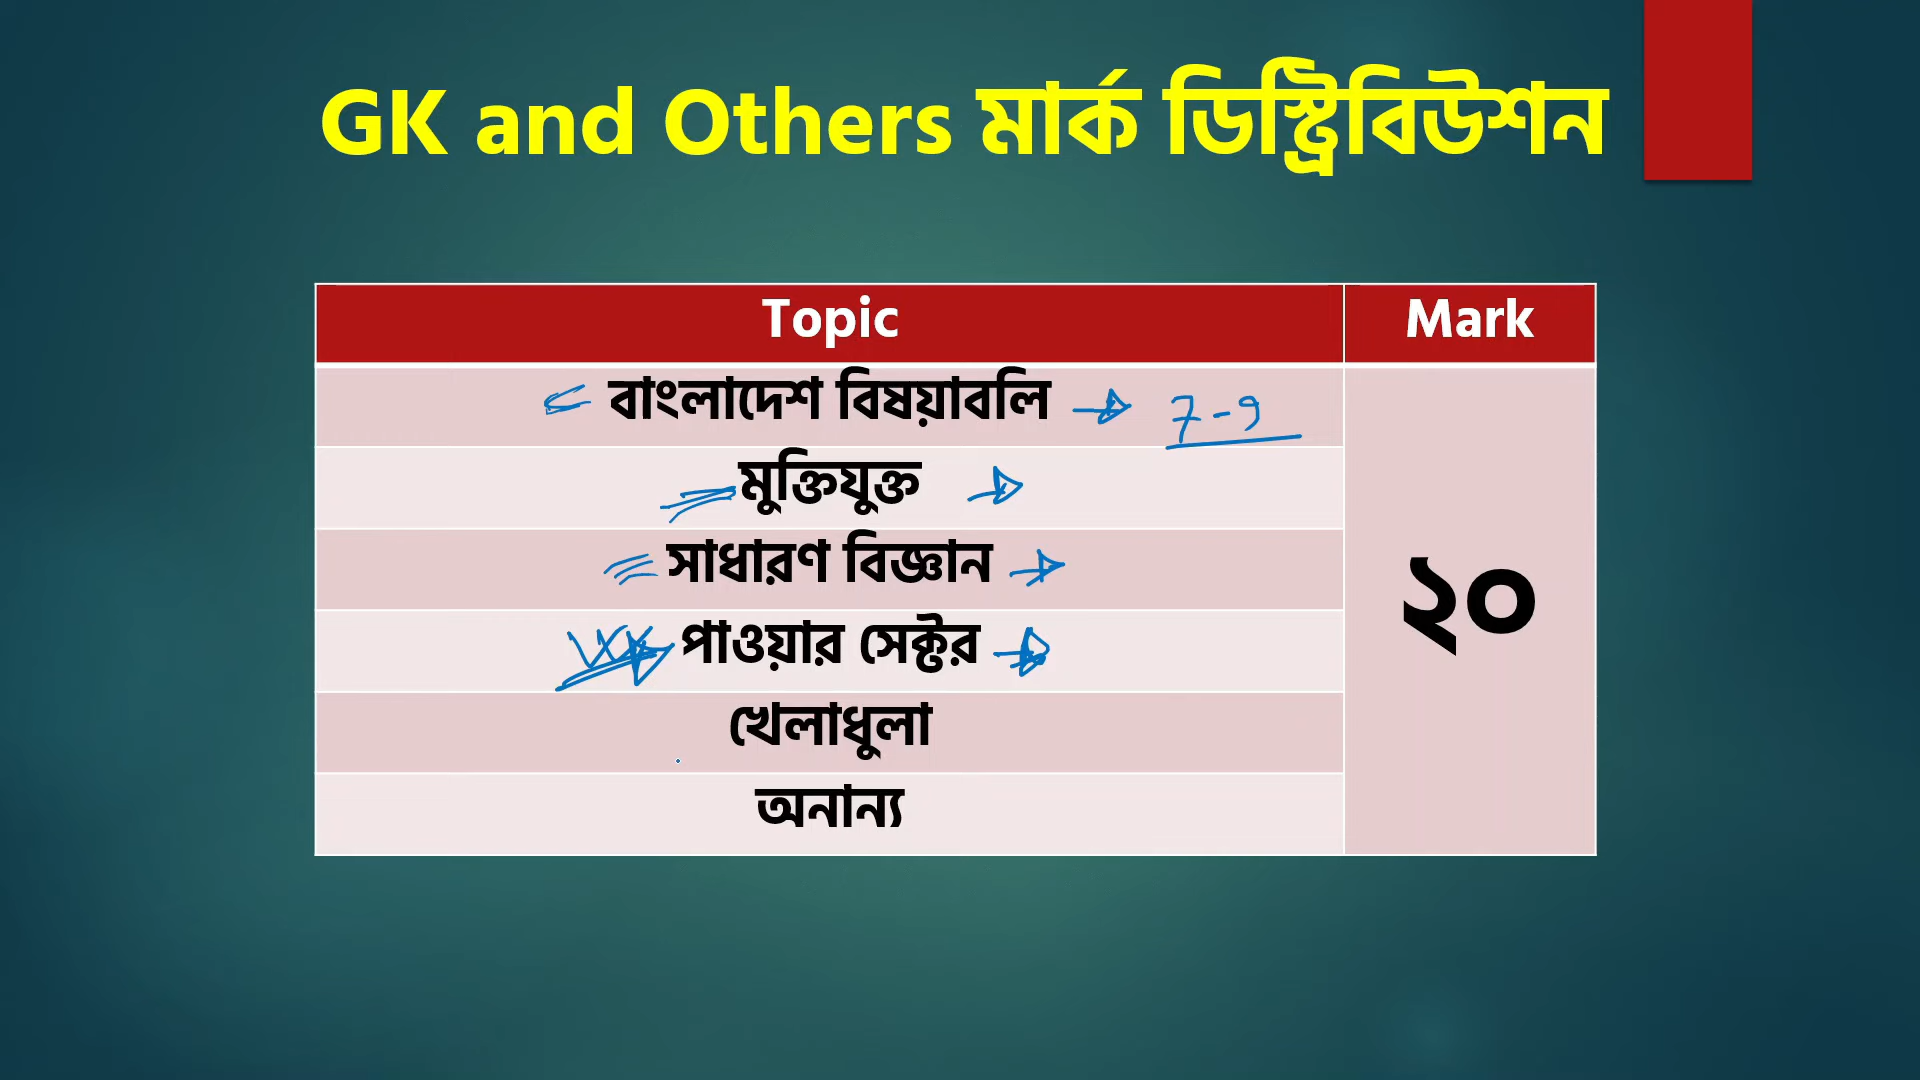 GK and Others মার্ক ডিস্ট্রিবিউশন
Topic Mark
বাংলাদেশ বিষয়াবলি 7-9
মুক্তিযুক্ত
সাধারণ বিজ্ঞান
পাওয়ার সেক্টর
খেলাধুলা
অনান্য
২০